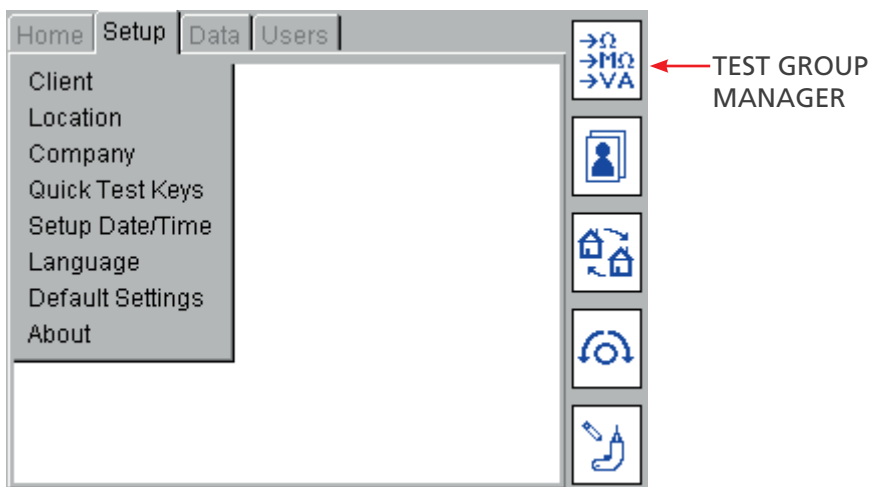 Home Setup Data Users
Client
Location
Company
Quick Test Keys
Setup Date/Time
Language
Default Settings
About
→Ω
→MΩ
→VA
TEST GROUP
MANAGER